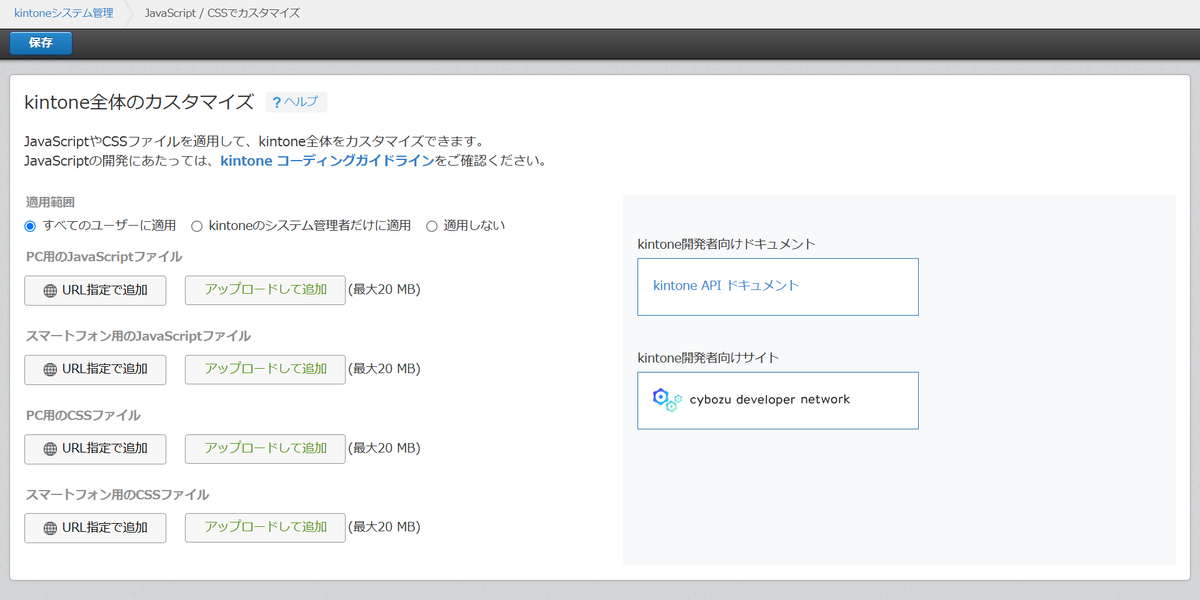 kintoneシステム管理 JavaScript / CSSでカスタマイズ
保存
kintone全体のカスタマイズ ? ヘルプ
JavaScriptやCSSファイルを適用して、kintone全体をカスタマイズできます。
JavaScriptの開発にあたっては、kintone コーディングガイドラインをご確認ください。
適用範囲
すべてのユーザーに適用 kintoneのシステム管理者だけに適用 適用しない
PC用のJavaScriptファイル
URL指定で追加 アップロードして追加 (最大20 MB)
スマートフォン用のJavaScriptファイル
URL指定で追加 アップロードして追加 (最大20 MB)
PC用のCSSファイル
URL指定で追加 アップロードして追加 (最大20 MB)
スマートフォン用のCSSファイル
URL指定で追加 アップロードして追加 (最大20 MB)
kintone開発者向けドキュメント
kintone API ドキュメント
kintone開発者向けサイト
cybozu developer network